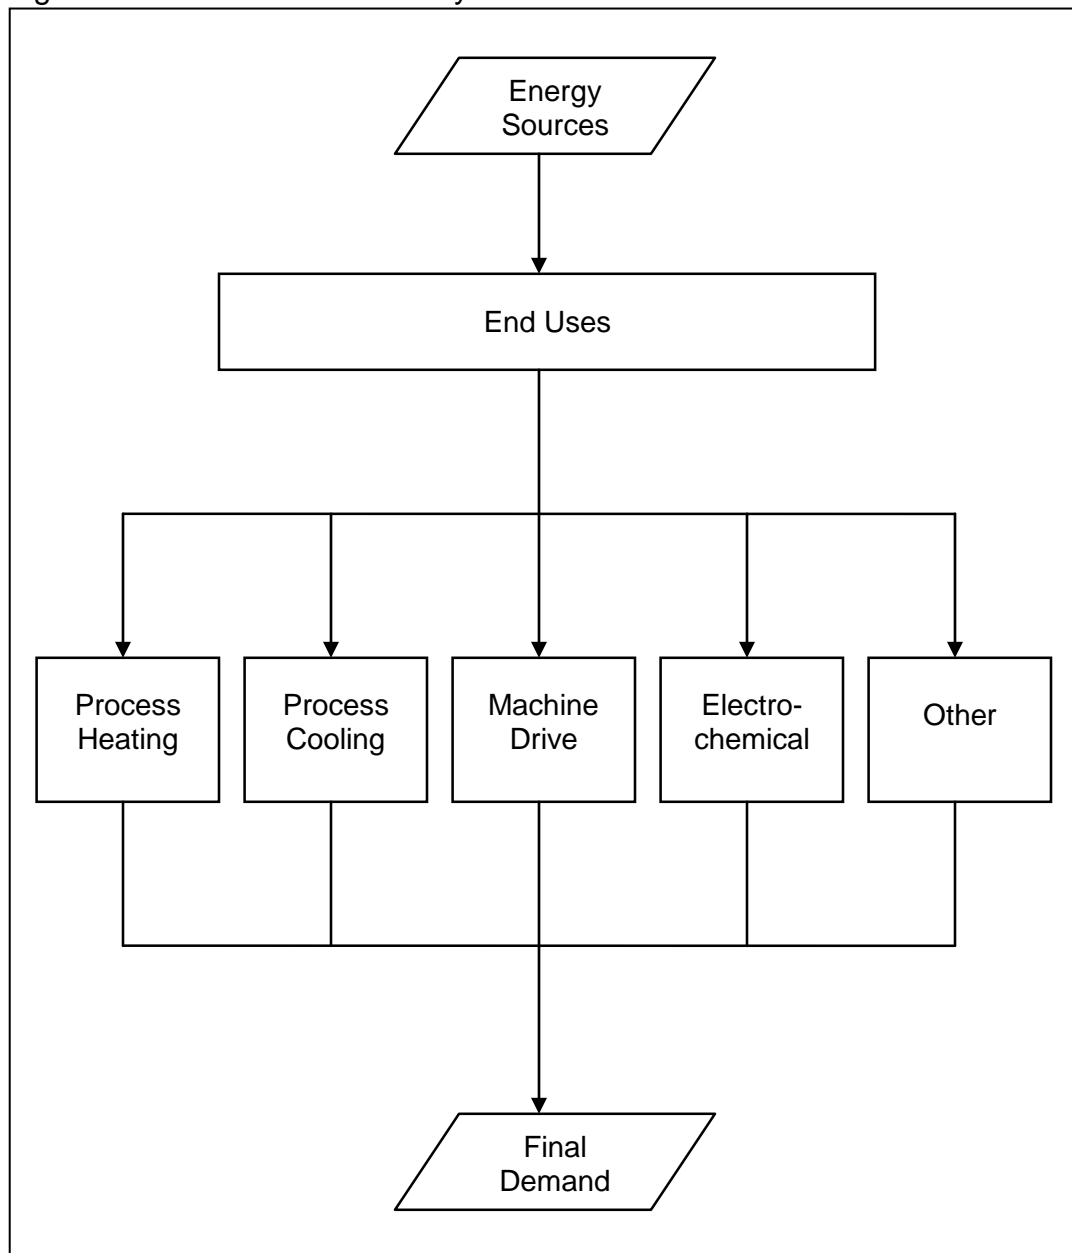 Energy
Sources
End Uses
Process
Heating
Process
Cooling
Machine
Drive
Electro-
chemical
Other
Final
Demand